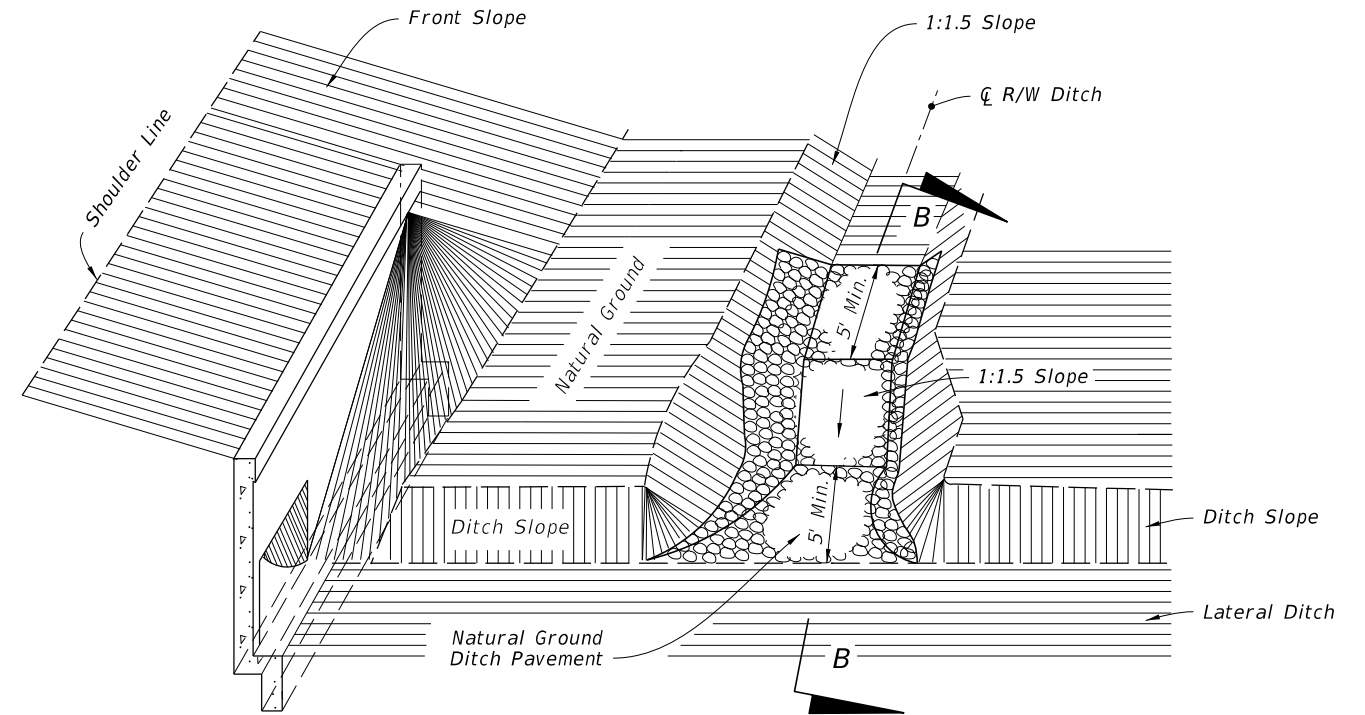 Front Slope
1:1.5 Slope
℄ R/W Ditch
Shoulder Line
B
Natural Ground
5' Min.
1:1.5 Slope
5' Min.
Ditch Slope
Ditch Slope
Lateral Ditch
Natural Ground
Ditch Pavement
B